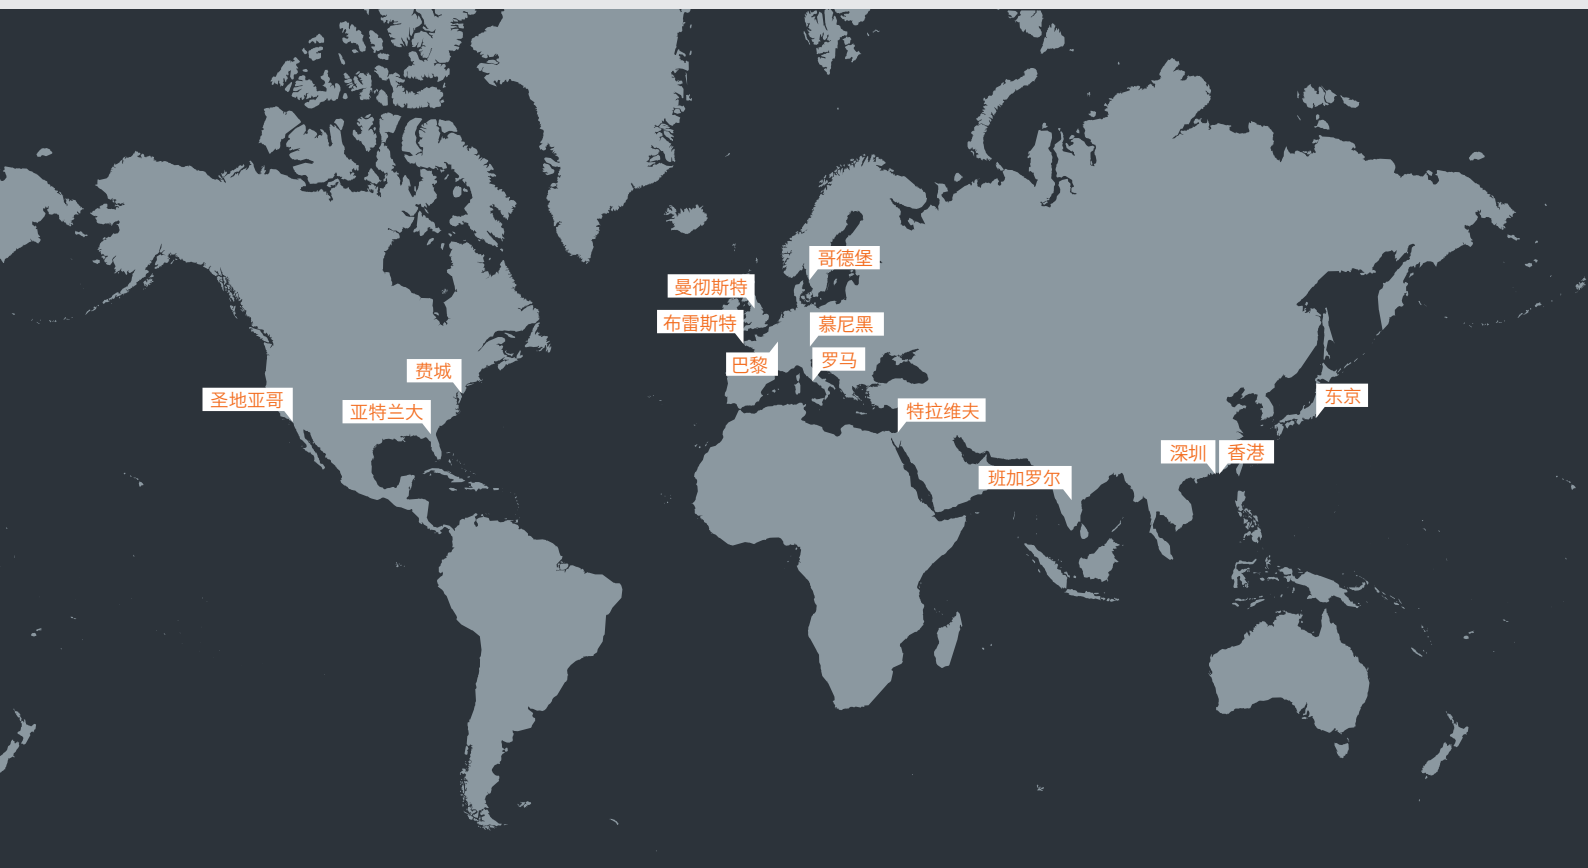 哥德堡
曼彻斯特
布雷斯特
慕尼黑
巴黎
罗马
费城
圣地亚哥
亚特兰大
特拉维夫
东京
深圳
香港
班加罗尔